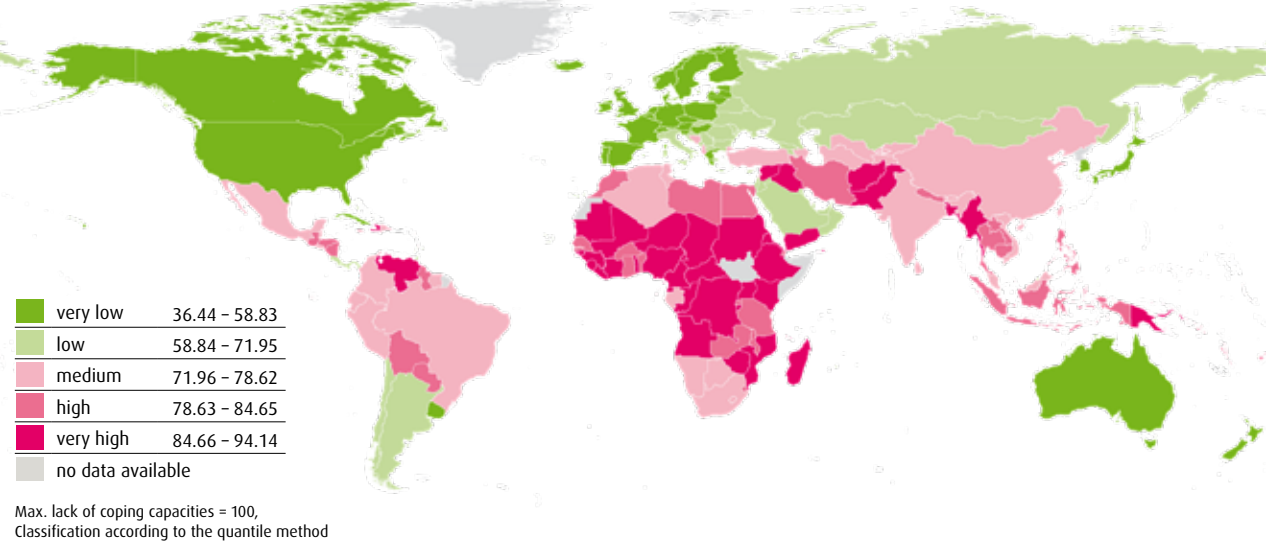 very low 36.44 – 58.83
low 58.84 – 71.95
medium 71.96 – 78.62
high 78.63 – 84.65
very high 84.66 – 94.14
no data available
Max. lack of coping capacities = 100,
Classification according to the quantile method